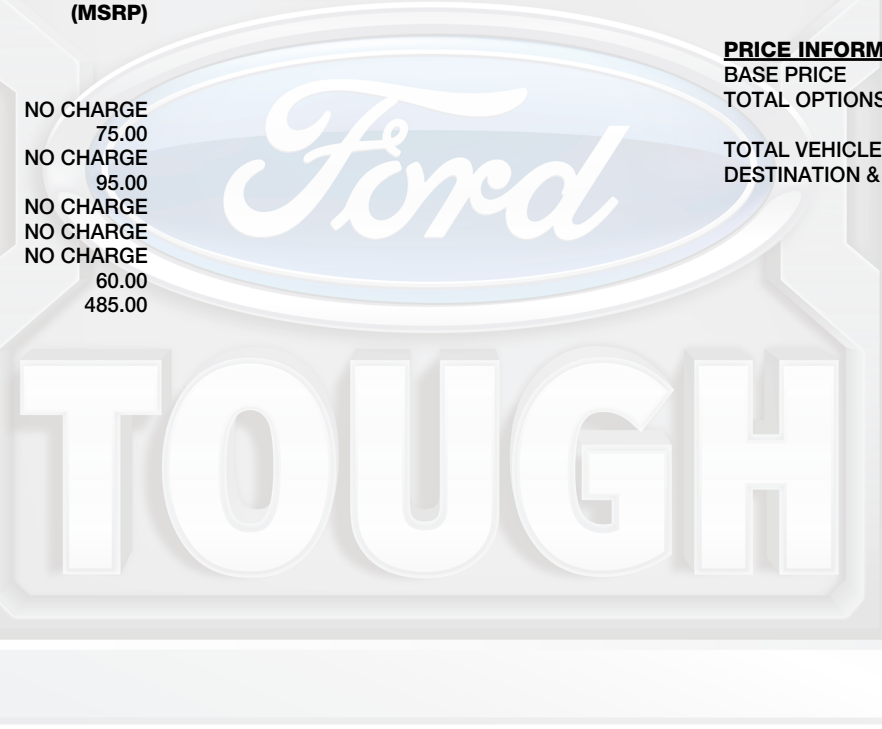 (MSRP)
NO CHARGE
75.00
NO CHARGE
95.00
NO CHARGE
NO CHARGE
NO CHARGE
60.00
485.00
PRICE INFORM
BASE PRICE
TOTAL OPTIONS
TOTAL VEHICLE
DESTINATION &
Ford
TOUGH